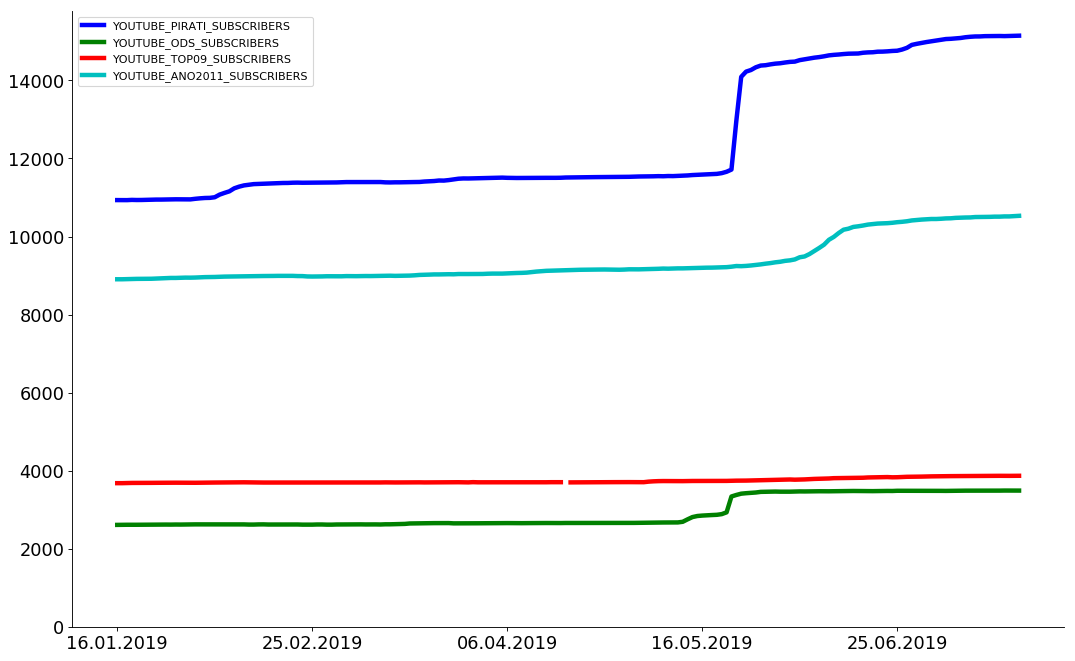 YOUTUBE_PIRATI_SUBSCRIBERS
YOUTUBE_ODS_SUBSCRIBERS
YOUTUBE_TOP09_SUBSCRIBERS
YOUTUBE_ANO2011_SUBSCRIBERS
14000
12000
10000
8000
6000
4000
2000
0
16.01.2019 25.02.2019 06.04.2019 16.05.2019 25.06.2019